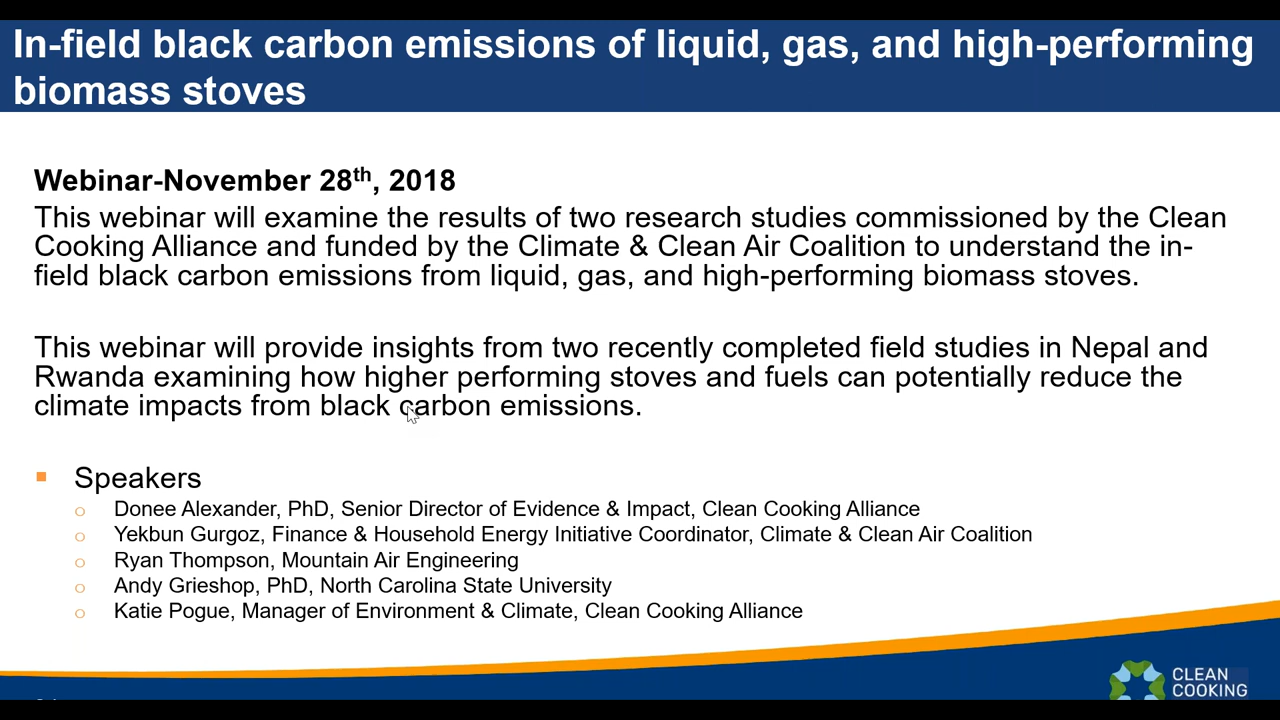 In-field black carbon emissions of liquid, gas, and high-performing
biomass stoves
Webinar-November 28th, 2018
This webinar will examine the results of two research studies commissioned by the Clean
Cooking Alliance and funded by the Climate & Clean Air Coalition to understand the in-
field black carbon emissions from liquid, gas, and high-performing biomass stoves.
This webinar will provide insights from two recently completed field studies in Nepal and
Rwanda examining how higher performing stoves and fuels can potentially reduce the
climate impacts from black carbon emissions.
Speakers
Donee Alexander, PhD, Senior Director of Evidence & Impact, Clean Cooking Alliance
Yekbun Gurgoz, Finance & Household Energy Initiative Coordinator, Climate & Clean Air Coalition
Ryan Thompson, Mountain Air Engineering
Andy Grieshop, PhD, North Carolina State University
Katie Pogue, Manager of Environment & Climate, Clean Cooking Alliance
CLEAN
COOKING